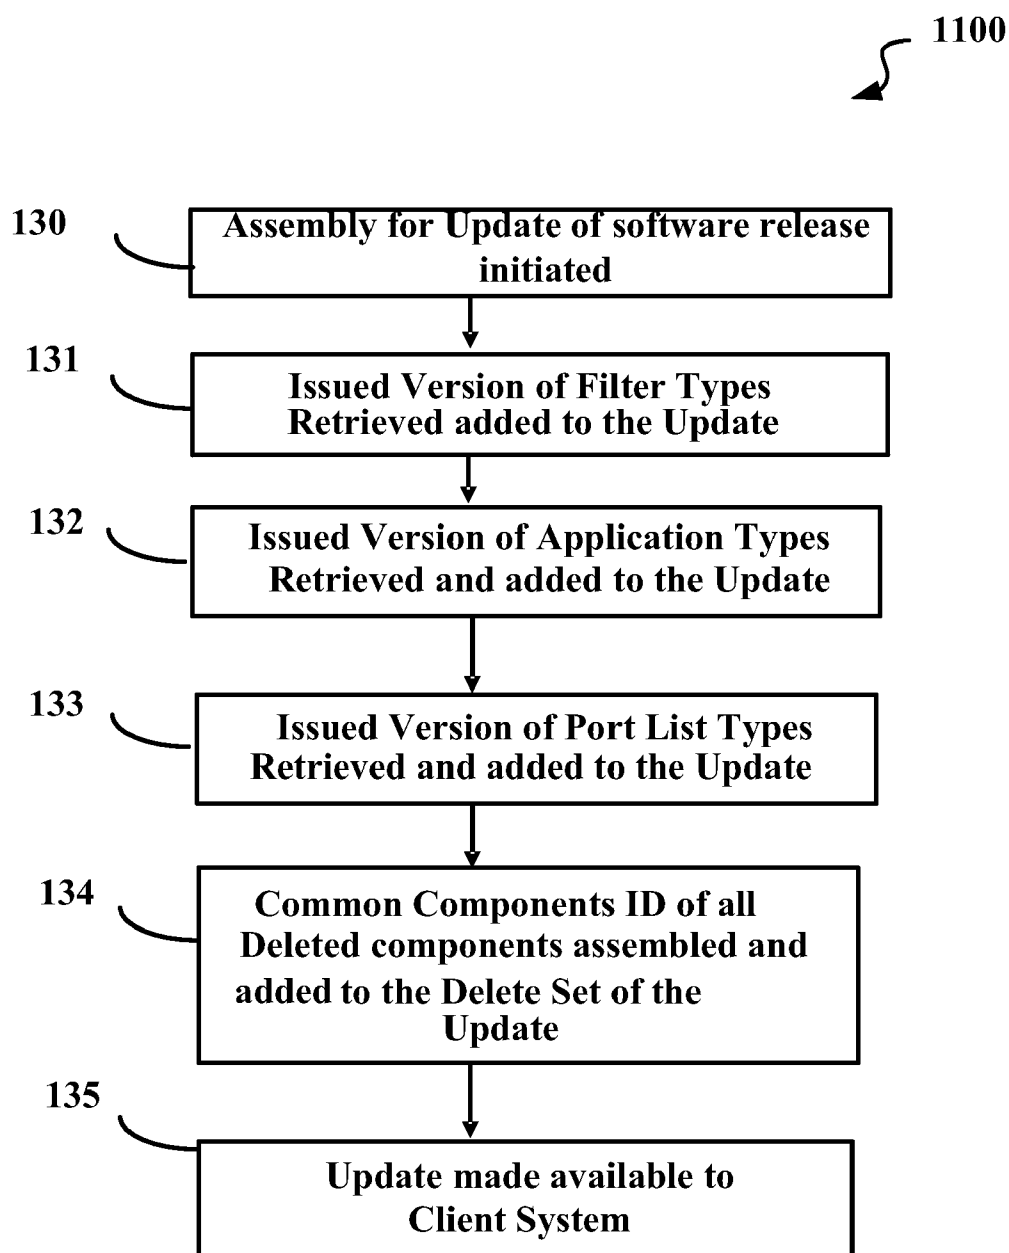 1100
130
Assembly for Update of software release
initiated
131
Issued Version of Filter Types
Retrieved added to the Update
132
Issued Version of Application Types
Retrieved and added to the Update
133
Issued Version of Port List Types
Retrieved and added to the Update
134
Common Components ID of all
Deleted components assembled and
added to the Delete Set of the
Update
135
Update made available to
Client System